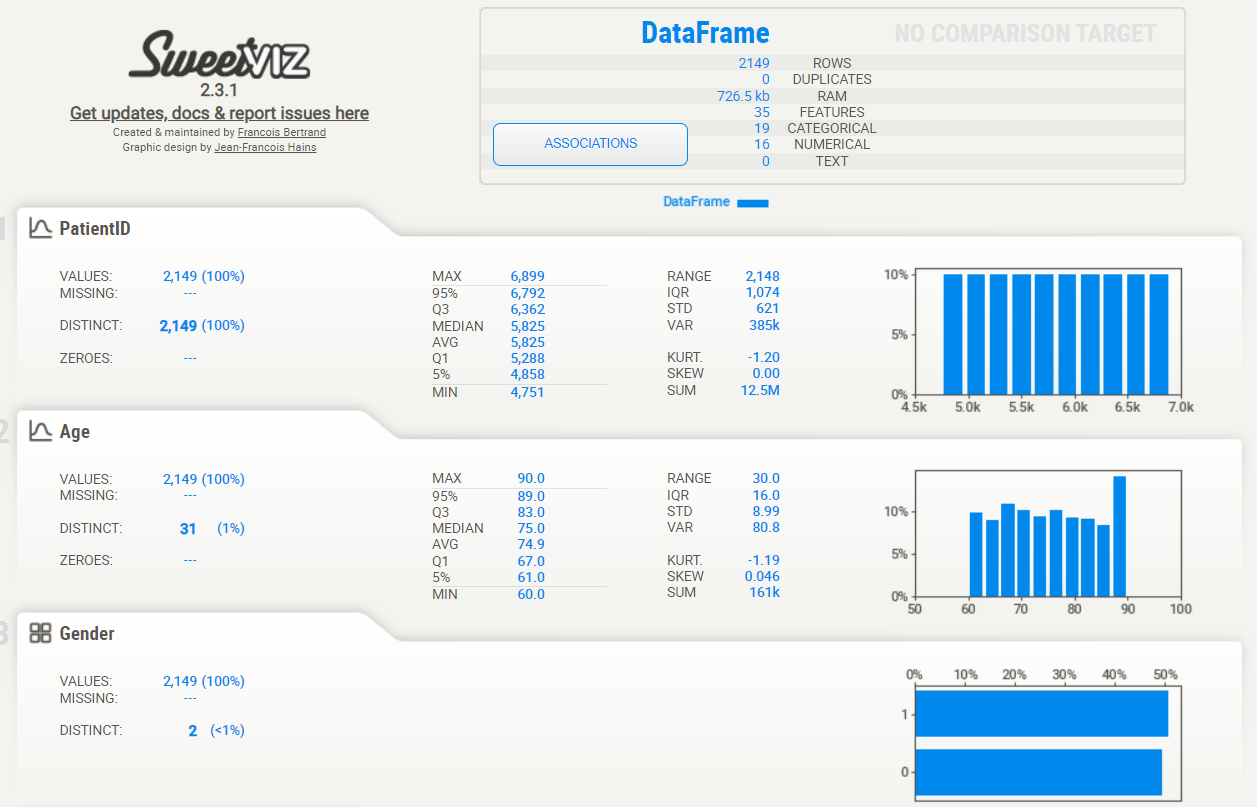 SweetVIZ
2.3.1
Get updates, docs & report issues here
Created & maintained by Francois Bertrand
Graphic design by Jean-Francois Hains
DataFrame NO COMPARISON TARGET
2149 ROWS
0 DUPLICATES
726.5 kb RAM
35 FEATURES
19 CATEGORICAL
16 NUMERICAL
0 TEXT
ASSOCIATIONS
DataFrame
1
PatientID
VALUES: 2,149 (100%)
MISSING: ---
DISTINCT: 2,149 (100%)
ZEROES: ---
MAX 6,899
95% 6,792
Q3 6,362
MEDIAN 5,825
AVG 5,825
Q1 5,288
5% 4,858
MIN 4,751
RANGE 2,148
IQR 1,074
STD 621
VAR 385k
KURT. -1.20
SKEW 0.00
SUM 12.5M
10%
5%
0%
4.5k 5.0k 5.5k 6.0k 6.5k 7.0k
2
Age
VALUES: 2,149 (100%)
MISSING: ---
DISTINCT: 31 (1%)
ZEROES: ---
MAX 90.0
95% 89.0
Q3 83.0
MEDIAN 75.0
AVG 74.9
Q1 67.0
5% 61.0
MIN 60.0
RANGE 30.0
IQR 16.0
STD 8.99
VAR 80.8
KURT. -1.19
SKEW 0.046
SUM 161k
10%
5%
0%
50 60 70 80 90 100
3
Gender
VALUES: 2,149 (100%)
MISSING: ---
DISTINCT: 2 (<1%)
0% 10% 20% 30% 40% 50%
1
0